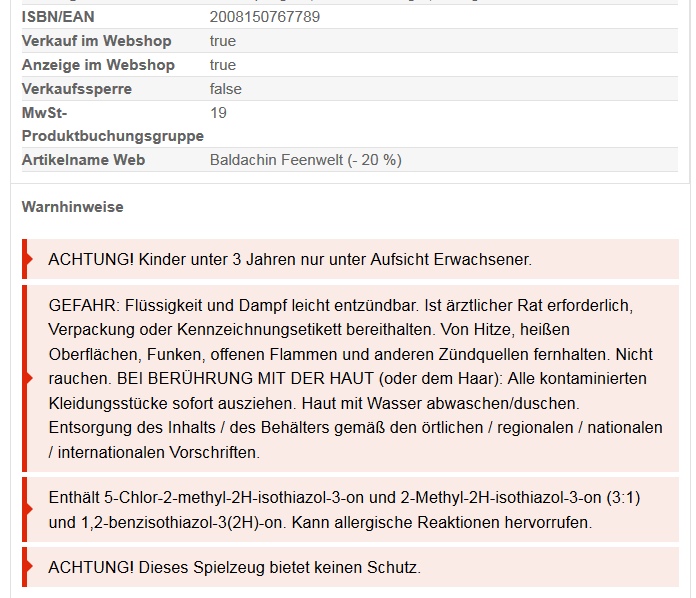 ISBN/EAN 2008150767789
Verkauf im Webshop true
Anzeige im Webshop true
Verkaufssperre false
MwSt- 19
Produktbuchungsgruppe
Artikelname Web Baldachin Feenwelt (- 20 %)
Warnhinweise
ACHTUNG! Kinder unter 3 Jahren nur unter Aufsicht Erwachsener.
GEFAHR: Flüssigkeit und Dampf leicht entzündbar. Ist ärztlicher Rat erforderlich,
Verpackung oder Kennzeichnungsetikett bereithalten. Von Hitze, heißen
Oberflächen, Funken, offenen Flammen und anderen Zündquellen fernhalten. Nicht
rauchen. BEI BERÜHRUNG MIT DER HAUT (oder dem Haar): Alle kontaminierten
Kleidungsstücke sofort ausziehen. Haut mit Wasser abwaschen/duschen.
Entsorgung des Inhalts / des Behälters gemäß den örtlichen / regionalen / nationalen
/ internationalen Vorschriften.
Enthält 5-Chlor-2-methyl-2H-isothiazol-3-on und 2-Methyl-2H-isothiazol-3-on (3:1)
und 1,2-benzisothiazol-3(2H)-on. Kann allergische Reaktionen hervorrufen.
ACHTUNG! Dieses Spielzeug bietet keinen Schutz.